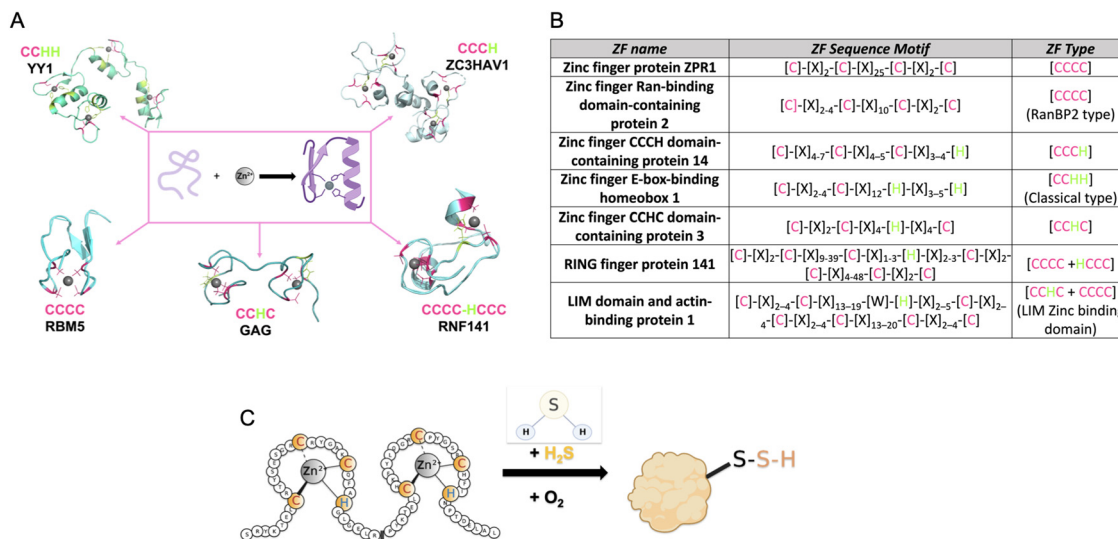 A
CCHH
YY1
CCCH
ZC3HAV1
+ Zn²⁺
CCCC
RBM5
CCHC
GAG
CCCC-HCCC
RNF141
B
ZF name ZF Sequence Motif ZF Type
Zinc finger protein ZPR1 [C]-[X]₂-[C]-[X]₂₅-[C]-[X]₂-[C] [CCCC]
Zinc finger Ran-binding
domain-containing
protein 2
[C]-[X]₂₋₄-[C]-[X]₁₀-[C]-[X]₂-[C]
[CCCC]
(RanBP2 type)
Zinc finger CCCH domain-
containing protein 14
[C]-[X]₄₋₇-[C]-[X]₄₋₅-[C]-[X]₃₋₄-[H]
[CCCH]
Zinc finger E-box-binding
homeobox 1
[C]-[X]₂₋₄-[C]-[X]₁₂-[H]-[X]₃₋₅-[H]
[CCHH]
(Classical type)
Zinc finger CCHC domain-
containing protein 3
[C]-[X]₂-[C]-[X]₄-[H]-[X]₄-[C]
[CCHC]
RING finger protein 141
[C]-[X]₂-[C]-[X]₉₋₃₉-[C]-[X]₁₋₃-[H]-[X]₂₋₃-[C]-[X]₂-
[C]-[X]₄₋₄₈-[C]-[X]₂-[C]
[CCCC +HCCC]
LIM domain and actin-
binding protein 1
[C]-[X]₂₋₄-[C]-[X]₁₃₋₁₉-[W]-[H]-[X]₂₋₅-[C]-[X]₂₋
₄-[C]-[X]₂₋₄-[C]-[X]₁₃₋₂₀-[C]-[X]₂₋₄-[C]
[CCHC + CCCC]
(LIM Zinc binding
domain)
C
Zn²⁺
C
C
C
H
Zn²⁺
C
C
C
H
S
H H
+ H₂S
+ O₂
S-S-H